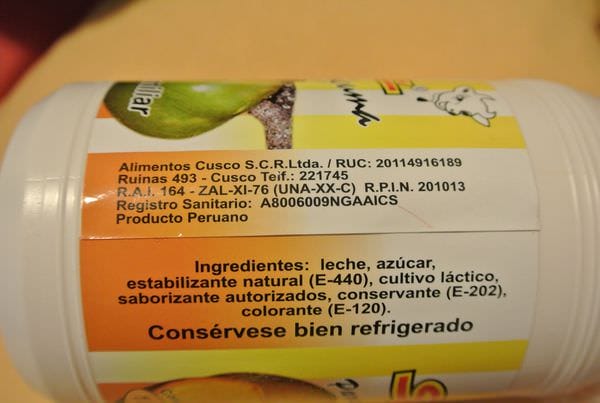 illiar
Alimentos Cusco S.C.R.Ltda. / RUC: 20114916189
Ruinas 493 - Cusco Teif.: 221745
R.A.I. 164 - ZAL-XI-76 (UNA-XX-C) R.P.I.N. 201013
Registro Sanitario: A8006009NGAAICS
Producto Peruano
Ingredientes: leche, azúcar,
estabilizante natural (E-440), cultivo láctico,
saborizante autorizados, conservante (E-202),
colorante (E-120).
Consérvese bien refrigerado